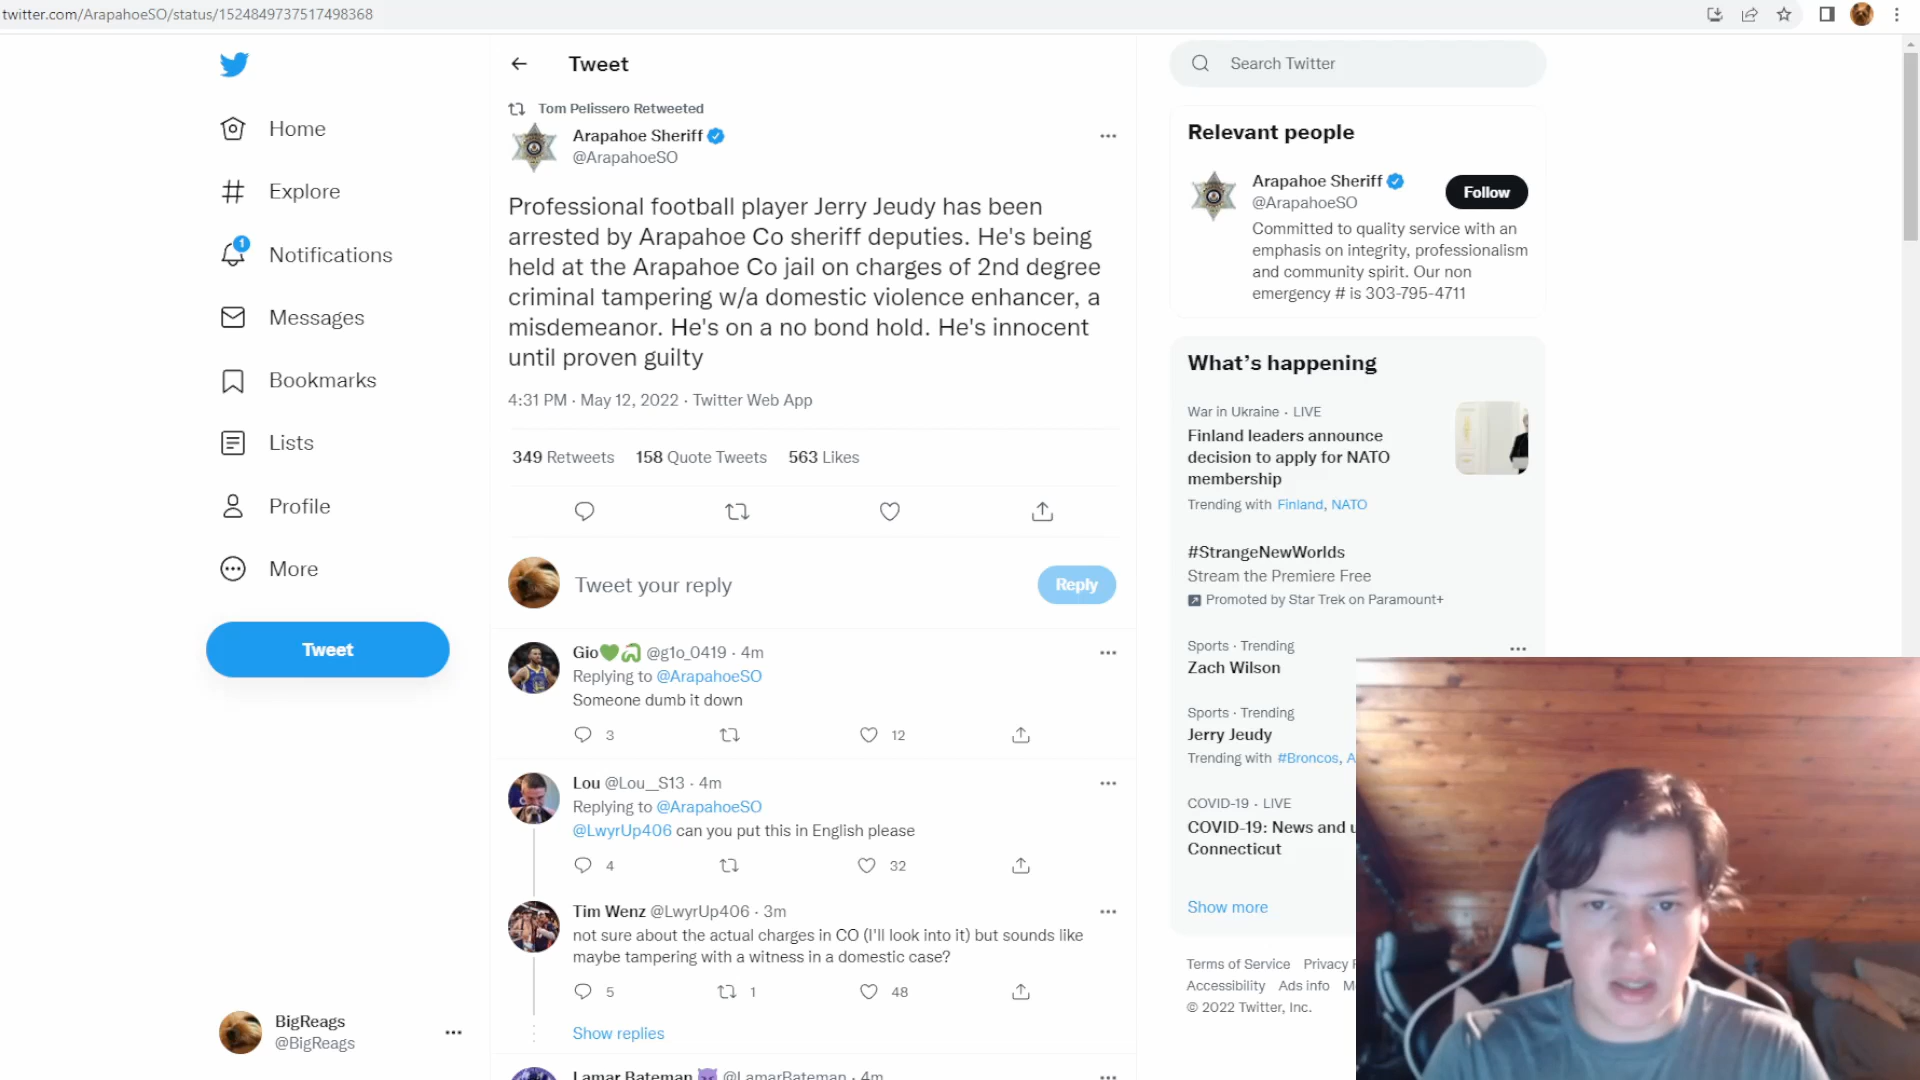 twitter.com/ArapahoeSO/status/1524849737517498368
Home
Explore
1
Notifications
Messages
Bookmarks
Lists
Profile
More
Tweet
BigReags
@BigReags
Tweet
Tom Pelissero Retweeted
Arapahoe Sheriff
@ArapahoeSO
Professional football player Jerry Jeudy has been
arrested by Arapahoe Co sheriff deputies. He's being
held at the Arapahoe Co jail on charges of 2nd degree
criminal tampering w/a domestic violence enhancer, a
misdemeanor. He's on a no bond hold. He's innocent
until proven guilty
4:31 PM · May 12, 2022 · Twitter Web App
349 Retweets 158 Quote Tweets 563 Likes
Tweet your reply
Reply
Gio💚🐍 @g1o_0419 · 4m
Replying to @ArapahoeSO
Someone dumb it down
3 12
Lou @Lou__S13 · 4m
Replying to @ArapahoeSO
@LwyrUp406 can you put this in English please
4 32
Tim Wenz @LwyrUp406 · 3m
not sure about the actual charges in CO (I'll look into it) but sounds like
maybe tampering with a witness in a domestic case?
5 1 48
Show replies
Lamar Bateman 😈 @LamarBateman · 4m
Search Twitter
Relevant people
Arapahoe Sheriff
@ArapahoeSO
Follow
Committed to quality service with an
emphasis on integrity, professionalism
and community spirit. Our non
emergency # is 303-795-4711
What's happening
War in Ukraine · LIVE
Finland leaders announce
decision to apply for NATO
membership
Trending with Finland, NATO
#StrangeNewWorlds
Stream the Premiere Free
Promoted by Star Trek on Paramount+
Sports · Trending
Zach Wilson
Sports · Trending
Jerry Jeudy
Trending with #Broncos, A
COVID-19 · LIVE
COVID-19: News and u
Connecticut
Show more
Terms of Service Privacy P
Accessibility Ads info M
© 2022 Twitter, Inc.